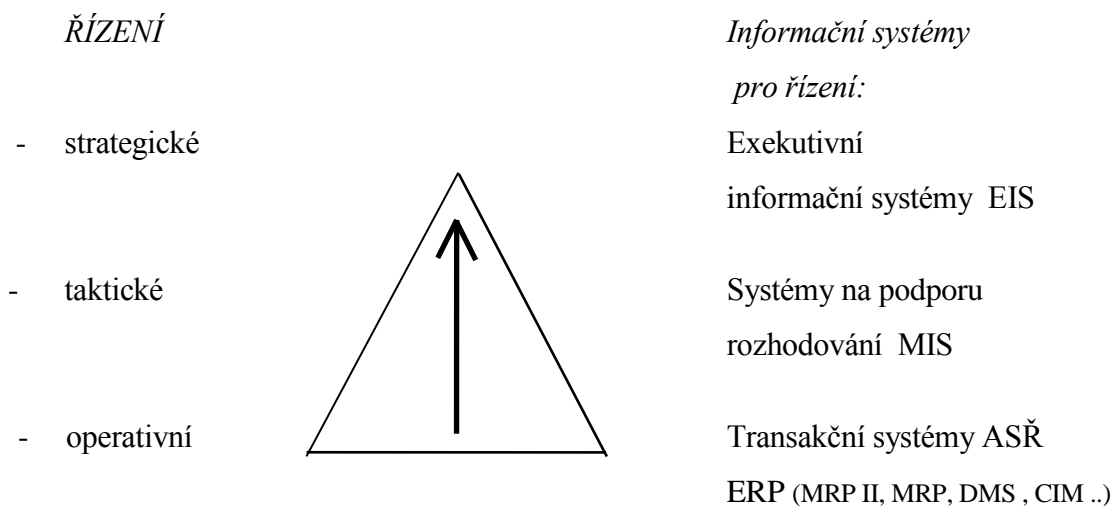 ŘÍZENÍ Informační systémy
pro řízení:
- strategické Exekutivní
informační systémy EIS
- taktické Systémy na podporu
rozhodování MIS
- operativní Transakční systémy ASŘ
ERP (MRP II, MRP, DMS , CIM ..)